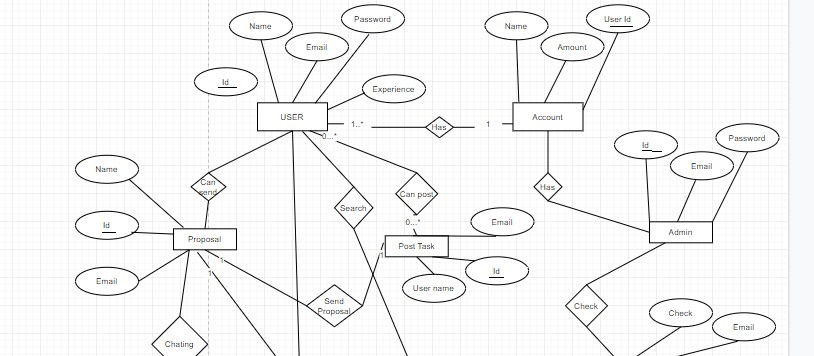 Name
Password
Name
User Id
Email
Amount
Id
Experience
USER
1..*
Has
1
Account
0...*
Id
Password
Email
Name
Can
send
Can post
Has
Search
Id
0...*
Email
Proposal
Post Task
Admin
1
1
1
Id
Email
User name
Send
Proposal
Check
Check
Email
Chating